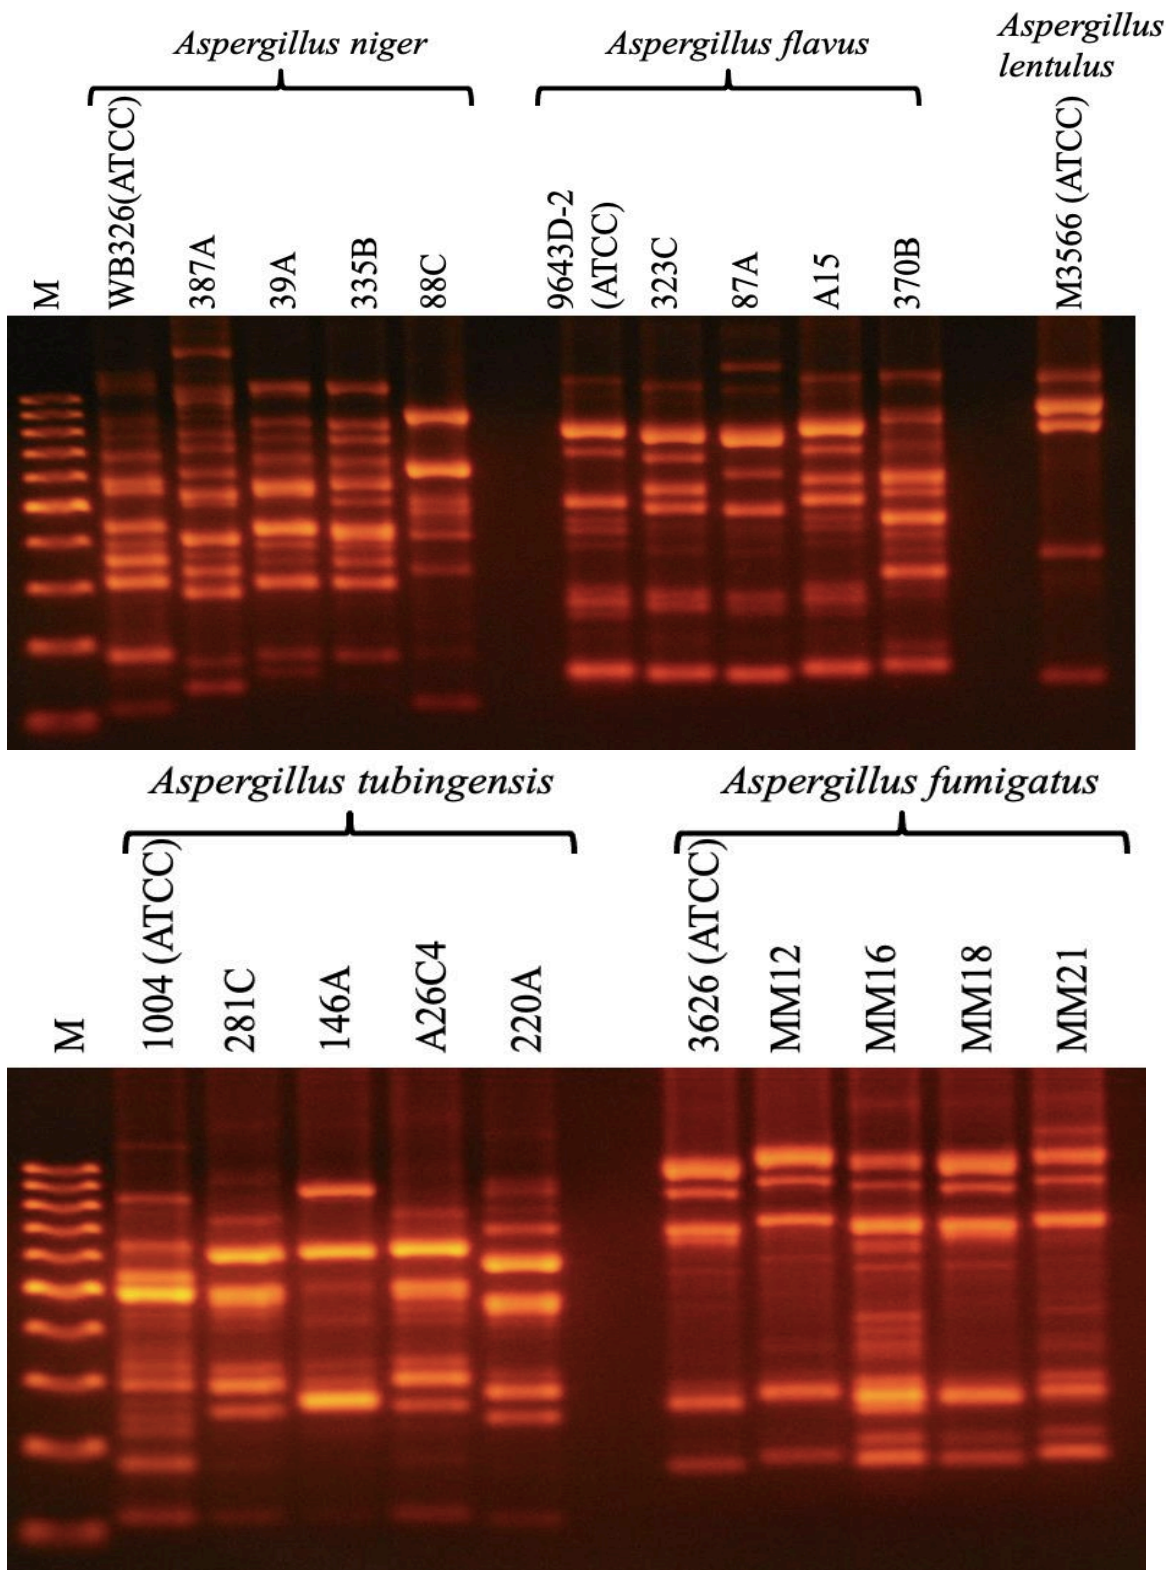 Aspergillus niger
Aspergillus flavus
Aspergillus
lentulus
M
WB326(ATCC)
387A
39A
335B
88C
9643D-2
(ATCC)
323C
87A
A15
370B
M3566 (ATCC)
Aspergillus tubingensis
Aspergillus fumigatus
M
1004 (ATCC)
281C
146A
A26C4
220A
3626 (ATCC)
MM12
MM16
MM18
MM21